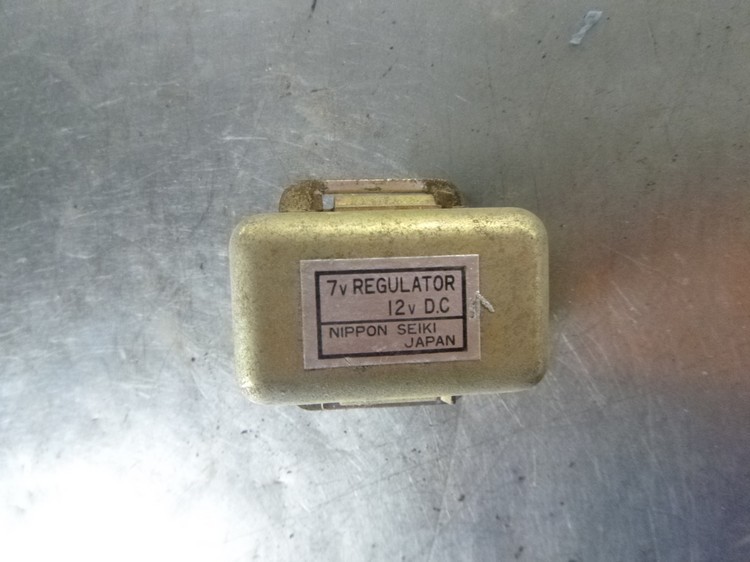 7v REGULATOR
12v D.C
NIPPON SEIKI
JAPAN